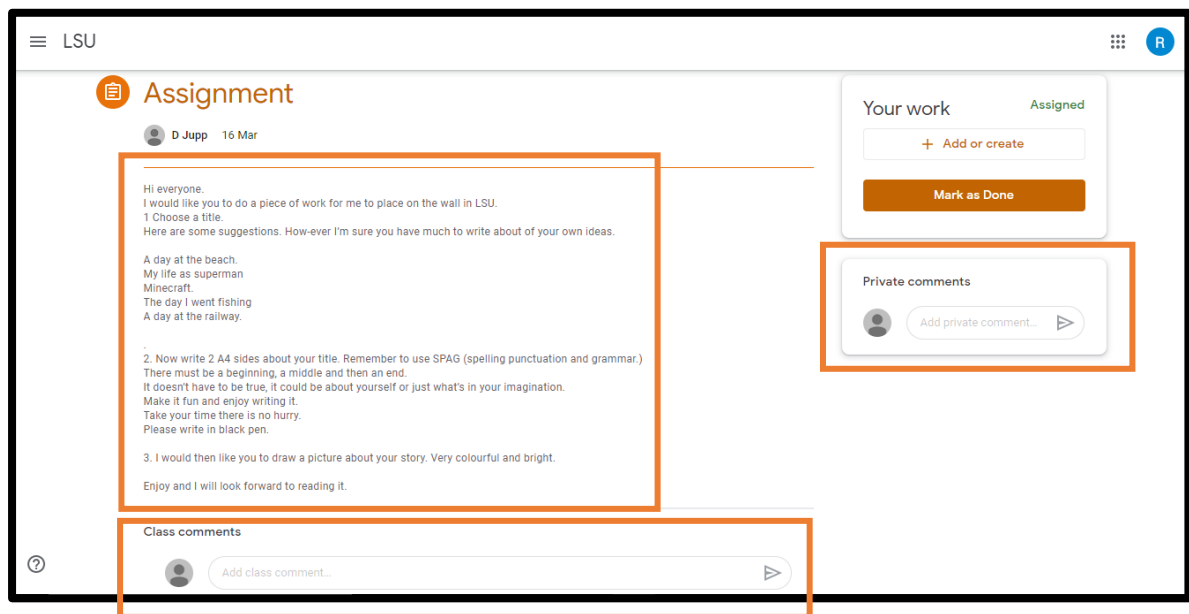 LSU
R
Assignment
D Jupp 16 Mar
Hi everyone.
I would like you to do a piece of work for me to place on the wall in LSU.
1 Choose a title.
Here are some suggestions. How-ever I'm sure you have much to write about of your own ideas.
A day at the beach.
My life as superman
Minecraft.
The day I went fishing
A day at the railway.
.
2. Now write 2 A4 sides about your title. Remember to use SPAG (spelling punctuation and grammar.)
There must be a beginning, a middle and then an end.
It doesn't have to be true, it could be about yourself or just what's in your imagination.
Make it fun and enjoy writing it.
Take your time there is no hurry.
Please write in black pen.
3. I would then like you to draw a picture about your story. Very colourful and bright.
Enjoy and I will look forward to reading it.
Class comments
Add class comment...
Your work Assigned
+ Add or create
Mark as Done
Private comments
Add private comment...